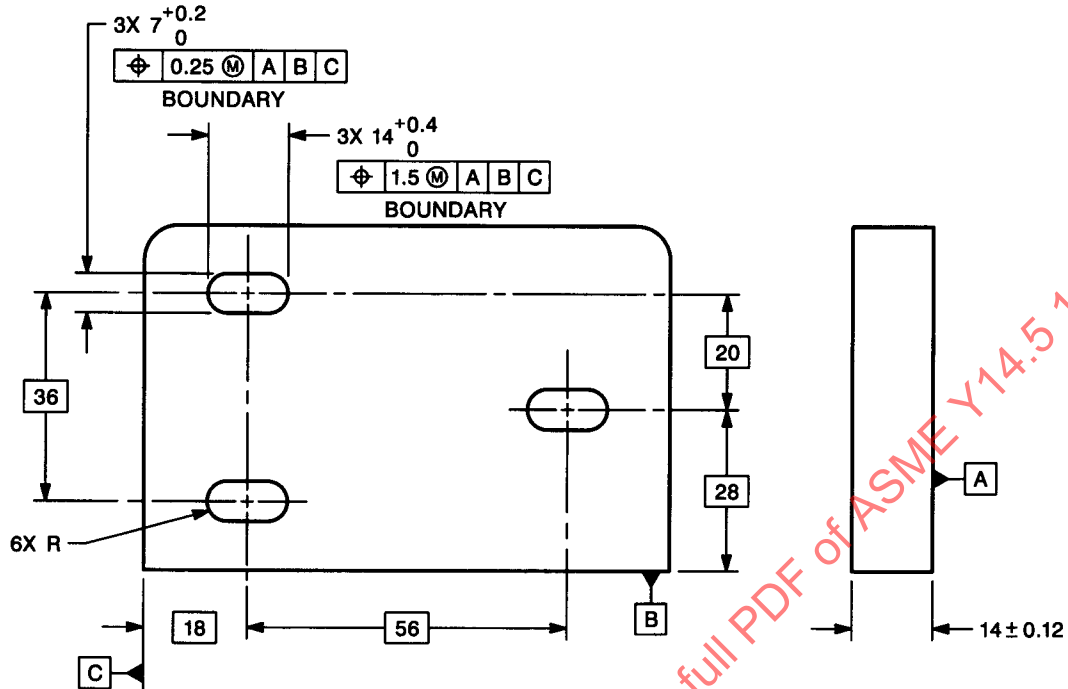 3X 7 +0.2
0
⌖ 0.25 Ⓜ A B C
BOUNDARY
3X 14 +0.4
0
⌖ 1.5 Ⓜ A B C
BOUNDARY
20
36
28
A
6X R
18
56
B
14 ± 0.12
C
full PDF of ASME Y14.5 1